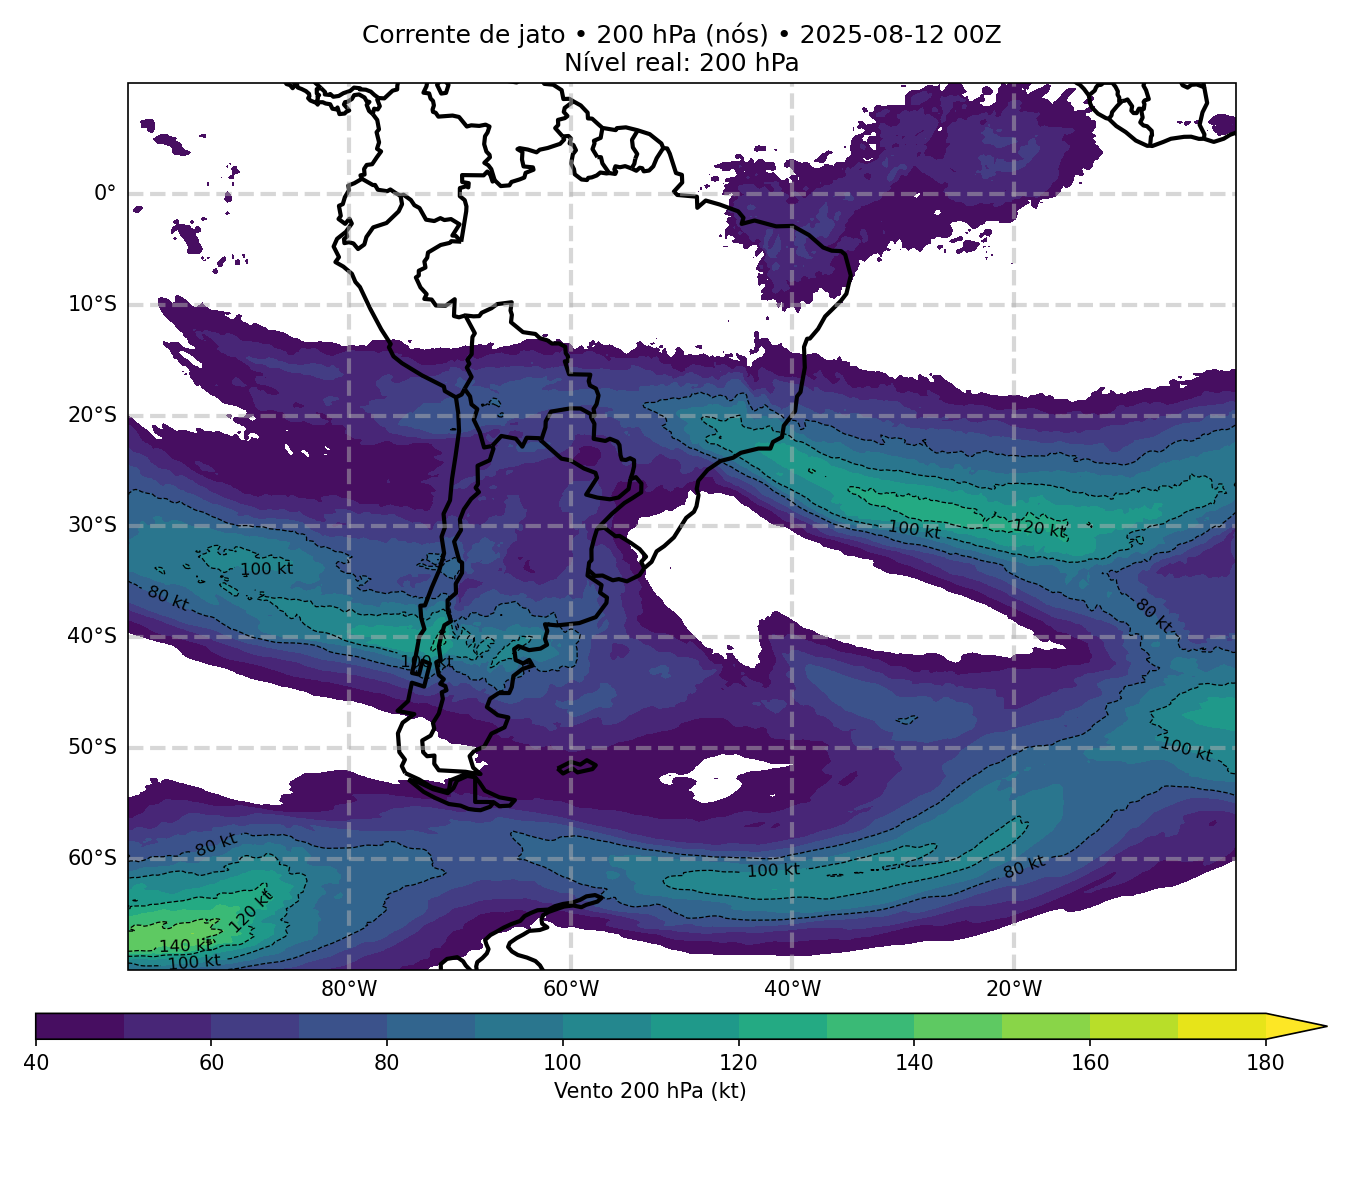 Corrente de jato • 200 hPa (nós) • 2025-08-12 00Z
Nível real: 200 hPa
0°
10°S
20°S
30°S
40°S
50°S
60°S
100 kt
120 kt
100 kt
80 kt
80 kt
100 kt
100 kt
80 kt
100 kt
80 kt
120 kt
140 kt
100 kt
80°W
60°W
40°W
20°W
40
60
80
100
120
140
160
180
Vento 200 hPa (kt)